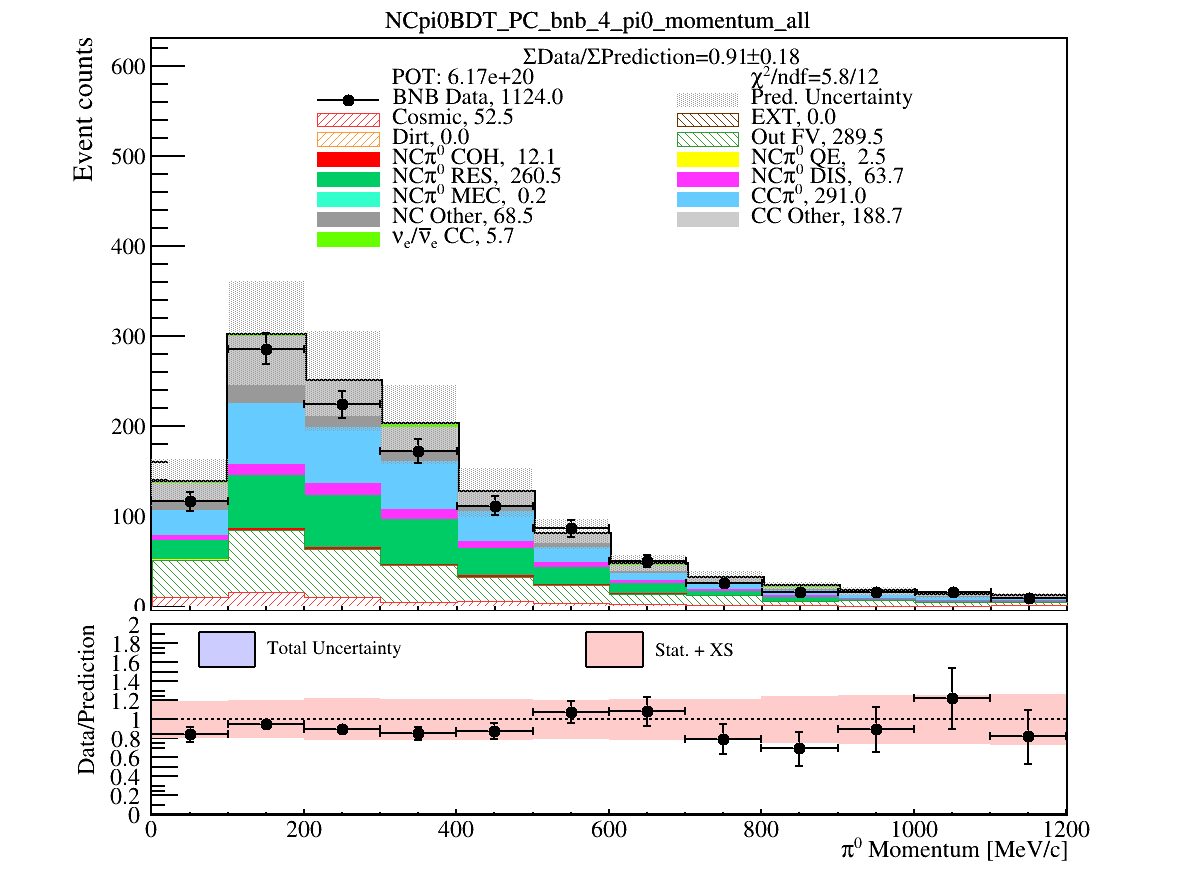 NCpi0BDT_PC_bnb_4_pi0_momentum_all
ΣData/ΣPrediction=0.91±0.18
POT: 6.17e+20
χ²/ndf=5.8/12
BNB Data, 1124.0
Pred. Uncertainty
Cosmic, 52.5
EXT, 0.0
Dirt, 0.0
Out FV, 289.5
NCπ⁰ COH, 12.1
NCπ⁰ QE, 2.5
NCπ⁰ RES, 260.5
NCπ⁰ DIS, 63.7
NCπ⁰ MEC, 0.2
CCπ⁰, 291.0
NC Other, 68.5
CC Other, 188.7
νₑ/ν̅ₑ CC, 5.7
Event counts
600
500
400
300
200
100
0
Data/Prediction
Total Uncertainty
Stat. + XS
2
1.8
1.6
1.4
1.2
1
0.8
0.6
0.4
0.2
0
0 200 400 600 800 1000 1200
π⁰ Momentum [MeV/c]